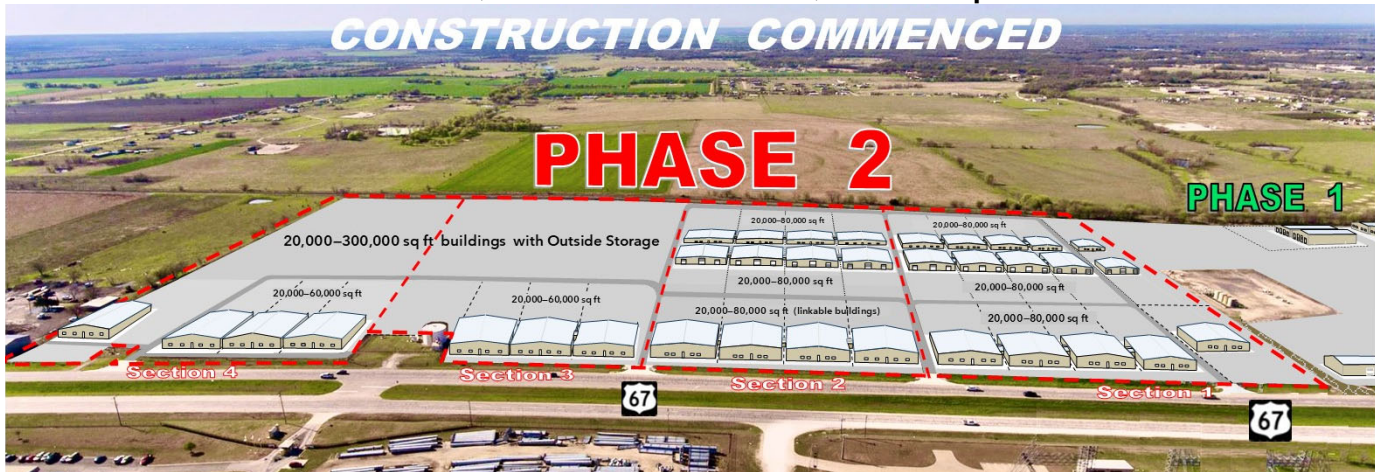 CONSTRUCTION COMMENCED
PHASE 2
PHASE 1
20,000-80,000 sq ft
20,000-80,000 sq ft
20,000–300,000 sq ft buildings with Outside Storage
20,000-80,000 sq ft
20,000-80,000 sq ft
20,000–60,000 sq ft
20,000–60,000 sq ft
20,000-80,000 sq ft (linkable buildings)
20,000-80,000 sq ft
Section 4
Section 3
Section 2
Section 1
67
67